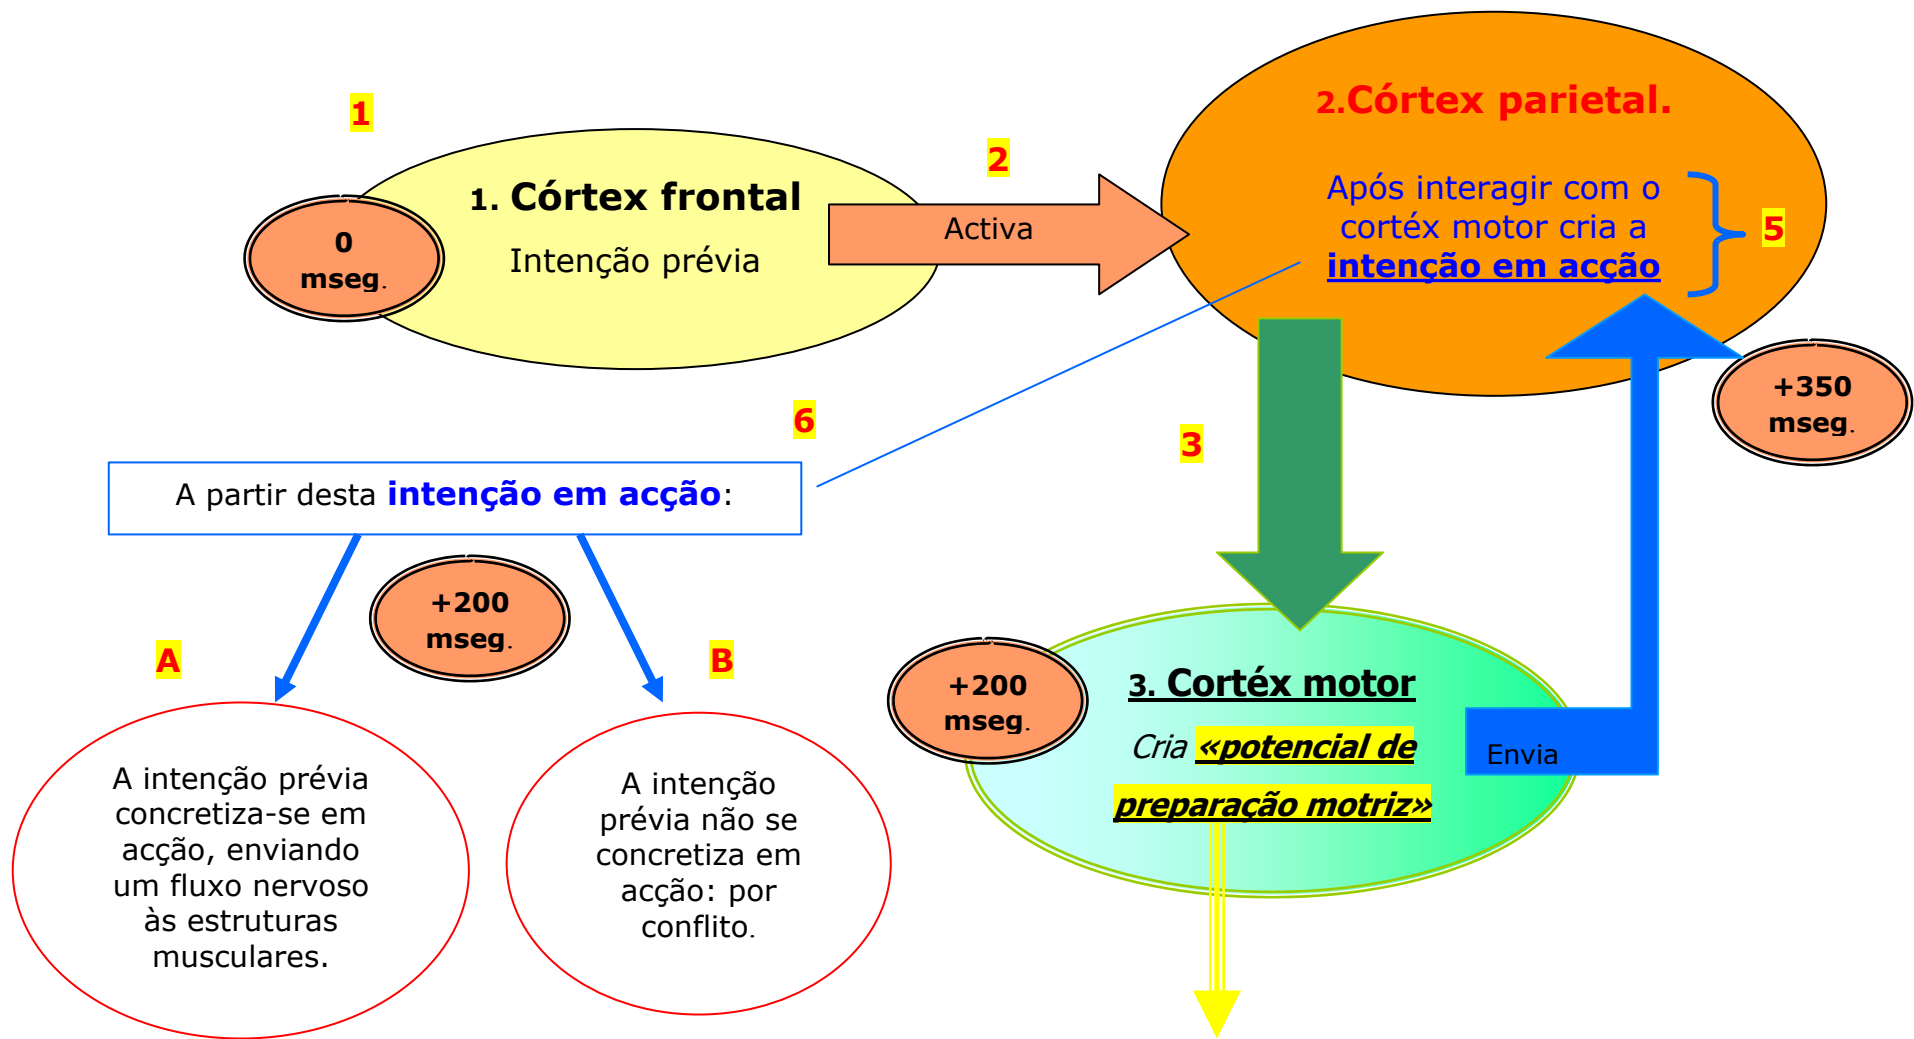 1
1. Córtex frontal
Intenção prévia
0
mseg.
2
Activa
2.Córtex parietal.
Após interagir com o
cortéx motor cria a
intenção em acção
5
+350
mseg.
3
6
A partir desta intenção em acção:
+200
mseg.
A
B
A intenção prévia
concretiza-se em
acção, enviando
um fluxo nervoso
às estruturas
musculares.
A intenção
prévia não se
concretiza em
acção: por
conflito.
+200
mseg.
3. Cortéx motor
Cria «potencial de
preparação motriz»
Envia